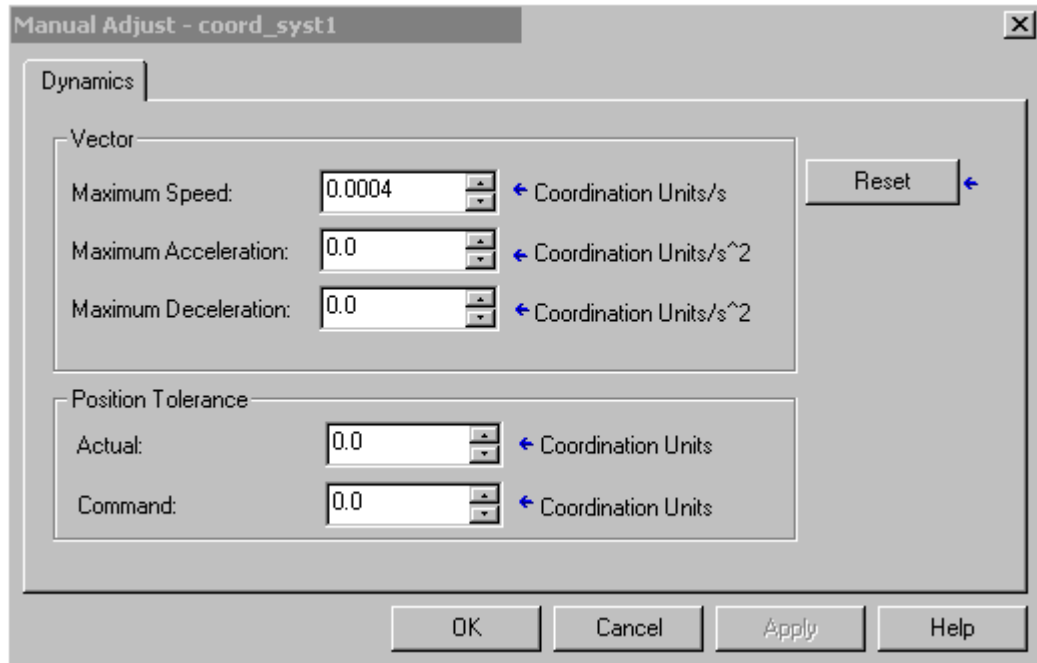 Manual Adjust - coord_syst1
Dynamics
Vector
Maximum Speed: 0.0004 Coordination Units/s
Reset
Maximum Acceleration: 0.0 Coordination Units/s^2
Maximum Deceleration: 0.0 Coordination Units/s^2
Position Tolerance
Actual: 0.0 Coordination Units
Command: 0.0 Coordination Units
OK Cancel Apply Help